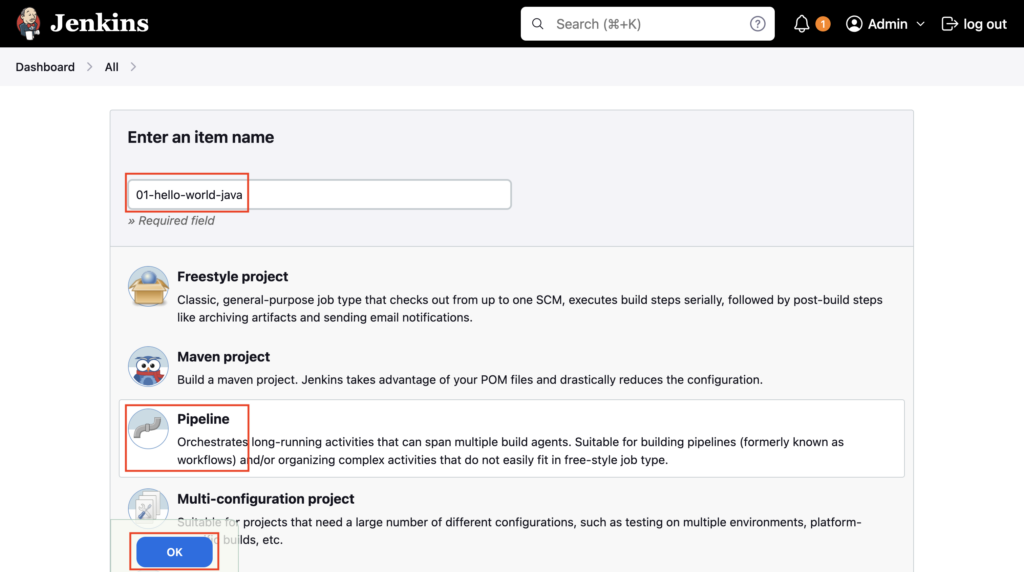 Jenkins
Search (⌘+K)
?
1
Admin
log out
Dashboard
All
Enter an item name
01-hello-world-java
» Required field
Freestyle project
Classic, general-purpose job type that checks out from up to one SCM, executes build steps serially, followed by post-build steps
like archiving artifacts and sending email notifications.
Maven project
Build a maven project. Jenkins takes advantage of your POM files and drastically reduces the configuration.
Pipeline
Orchestrates long-running activities that can span multiple build agents. Suitable for building pipelines (formerly known as
workflows) and/or organizing complex activities that do not easily fit in free-style job type.
Multi-configuration project
Suitable for projects that need a large number of different configurations, such as testing on multiple environments, platform-
builds, etc.
OK